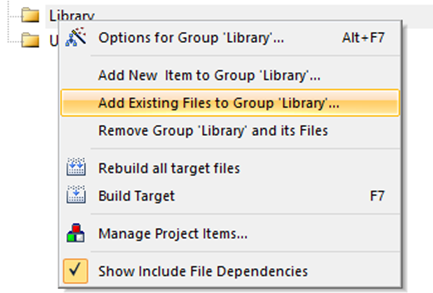 Library
U
Options for Group 'Library'... Alt+F7
Add New Item to Group 'Library'...
Add Existing Files to Group 'Library'...
Remove Group 'Library' and its Files
Rebuild all target files
Build Target F7
Manage Project Items...
Show Include File Dependencies